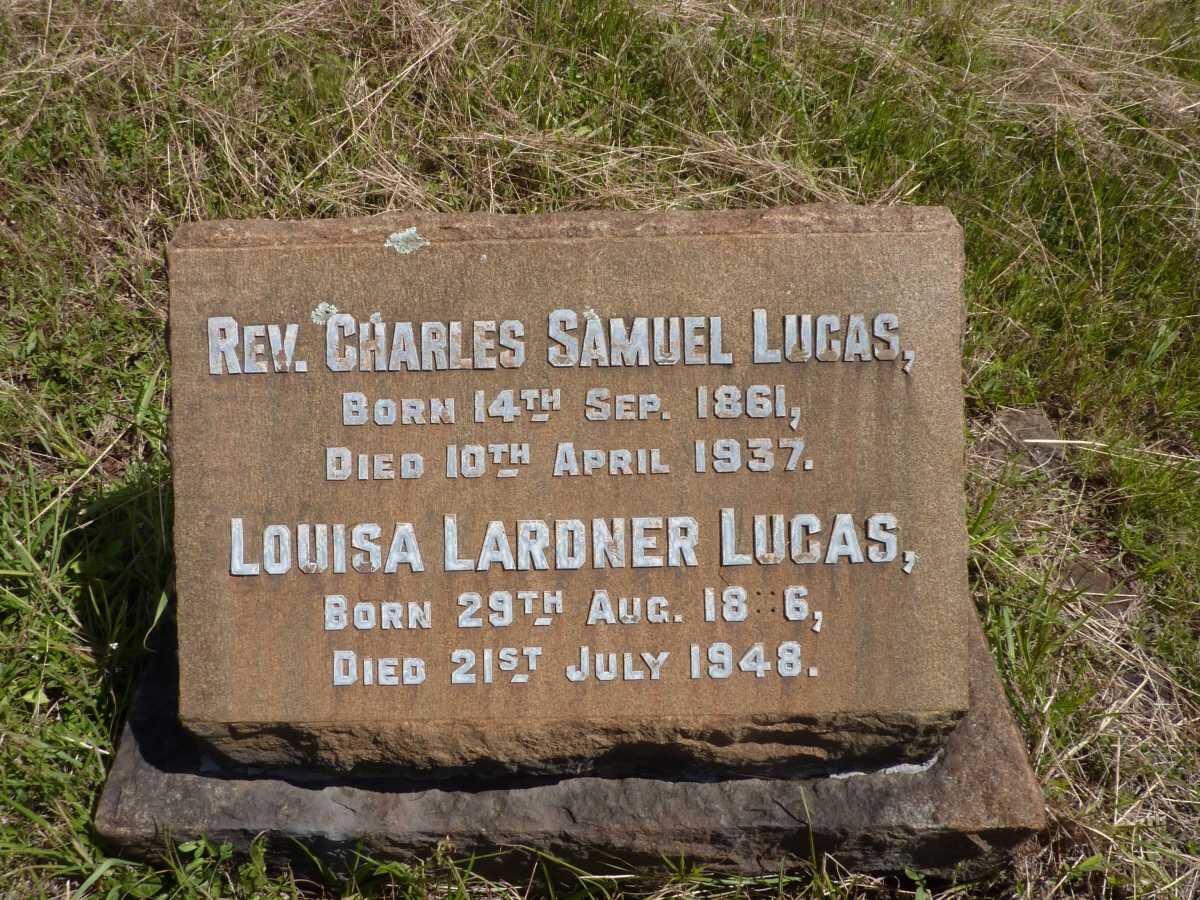 Rev. Charles Samuel Lucas,
Born 14th Sep. 1861,
Died 10th April 1937.
Louisa Lardner Lucas,
Born 29th Aug.
Died 21st July 1948.